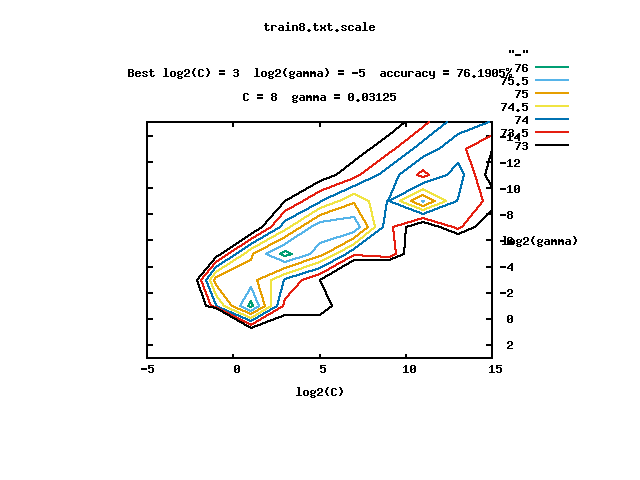 train8.txt.scale
"-"
Best log2(C) = 3 log2(gamma) = -5 accuracy = 76.1905%
76
75.5
75
C = 8 gamma = 0.03125
74.5
74
73.5
73
-14
-12
-10
-8
-6
log2(gamma)
-4
-2
0
2
-5 0 5 10 15
log2(C)